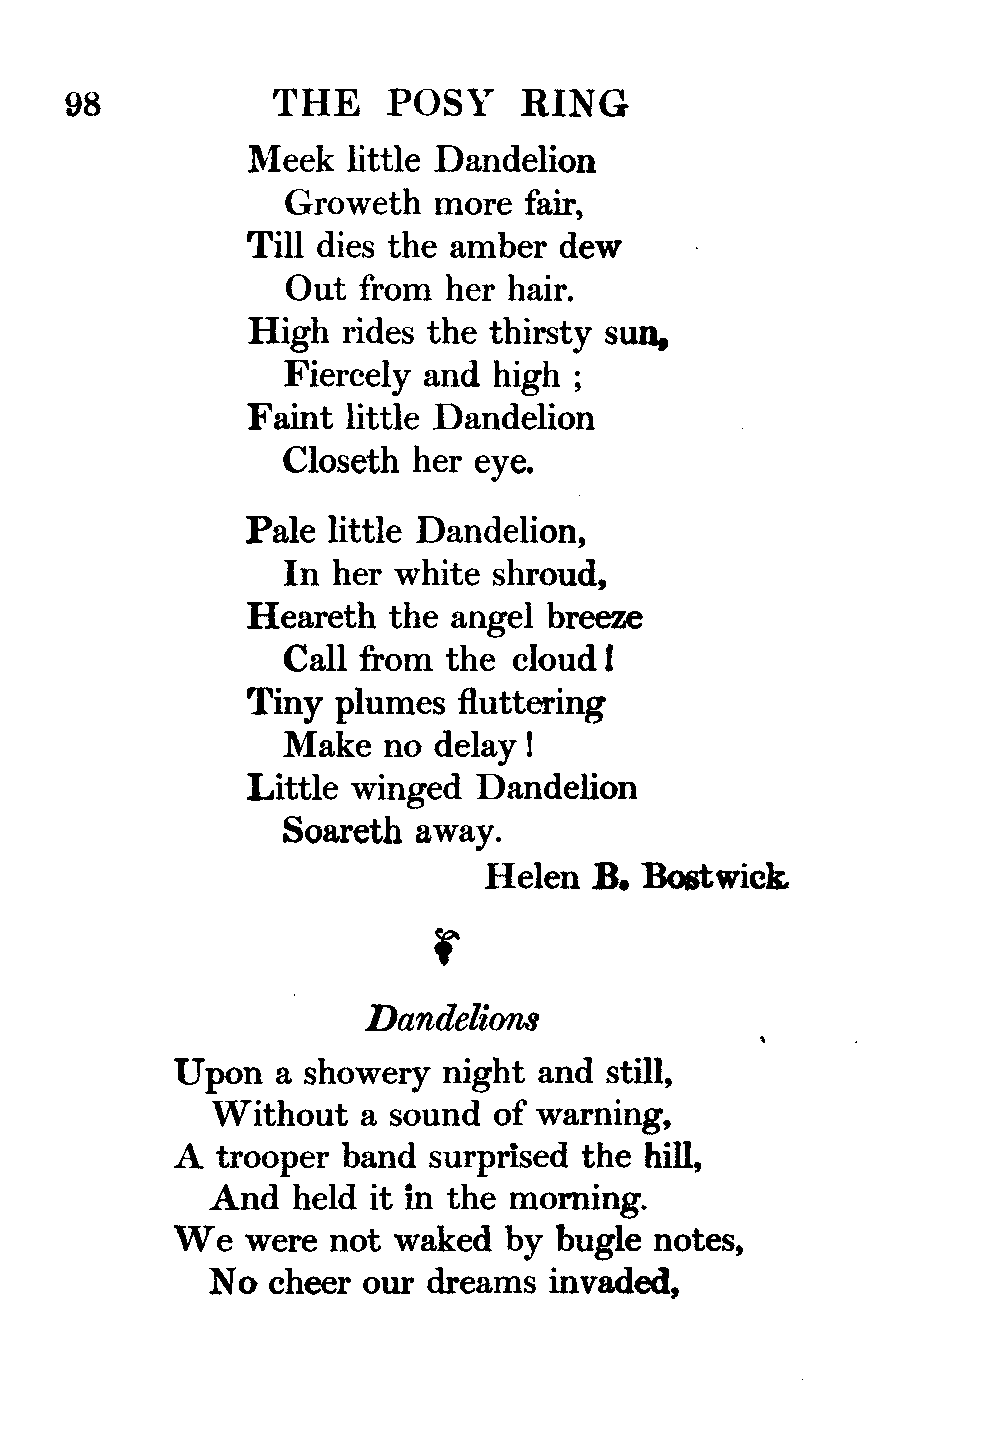 98 THE POSY RING
Meek little Dandelion
Groweth more fair,
Till dies the amber dew
Out from her hair.
High rides the thirsty sun,
Fiercely and high ;
Faint little Dandelion
Closeth her eye.
Pale little Dandelion,
In her white shroud,
Heareth the angel breeze
Call from the cloud !
Tiny plumes fluttering
Make no delay !
Little winged Dandelion
Soareth away.
Helen B. Bostwick
Dandelions
Upon a showery night and still,
Without a sound of warning,
A trooper band surprised the hill,
And held it in the morning.
We were not waked by bugle notes,
No cheer our dreams invaded,